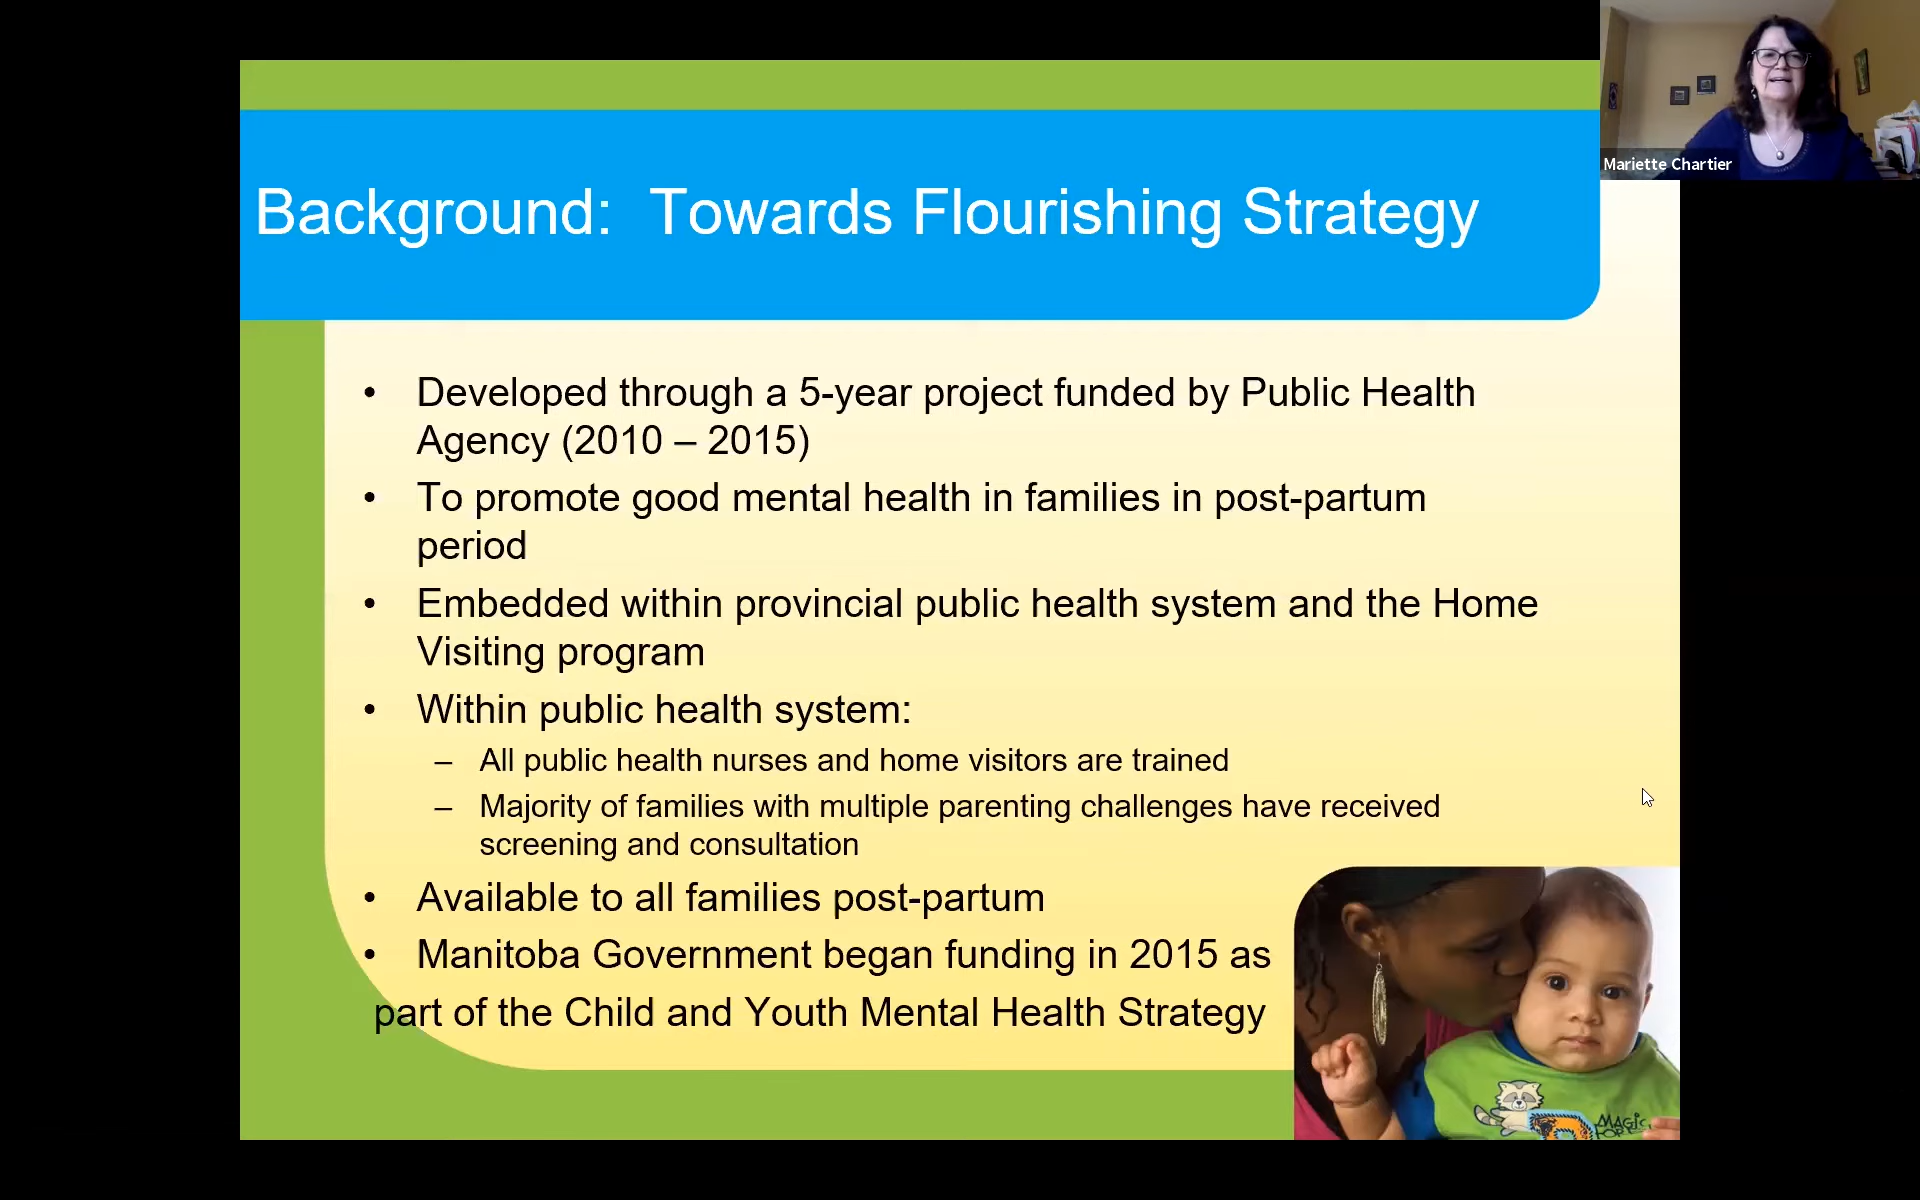 Mariette Chartier
Background: Towards Flourishing Strategy
• Developed through a 5-year project funded by Public Health
Agency (2010 – 2015)
• To promote good mental health in families in post-partum
period
• Embedded within provincial public health system and the Home
Visiting program
• Within public health system:
– All public health nurses and home visitors are trained
– Majority of families with multiple parenting challenges have received
screening and consultation
• Available to all families post-partum
• Manitoba Government began funding in 2015 as
part of the Child and Youth Mental Health Strategy
MAGIC